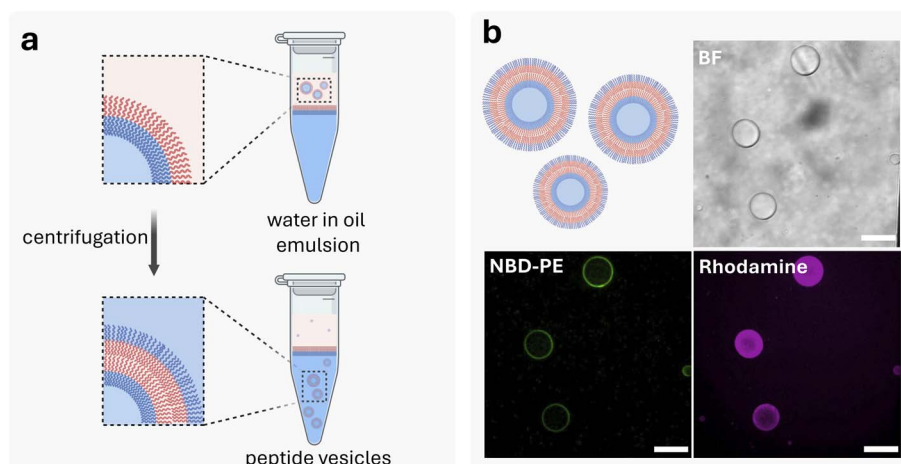 a
water in oil
emulsion
centrifugation
peptide vesicles
b
BF
NBD-PE
Rhodamine